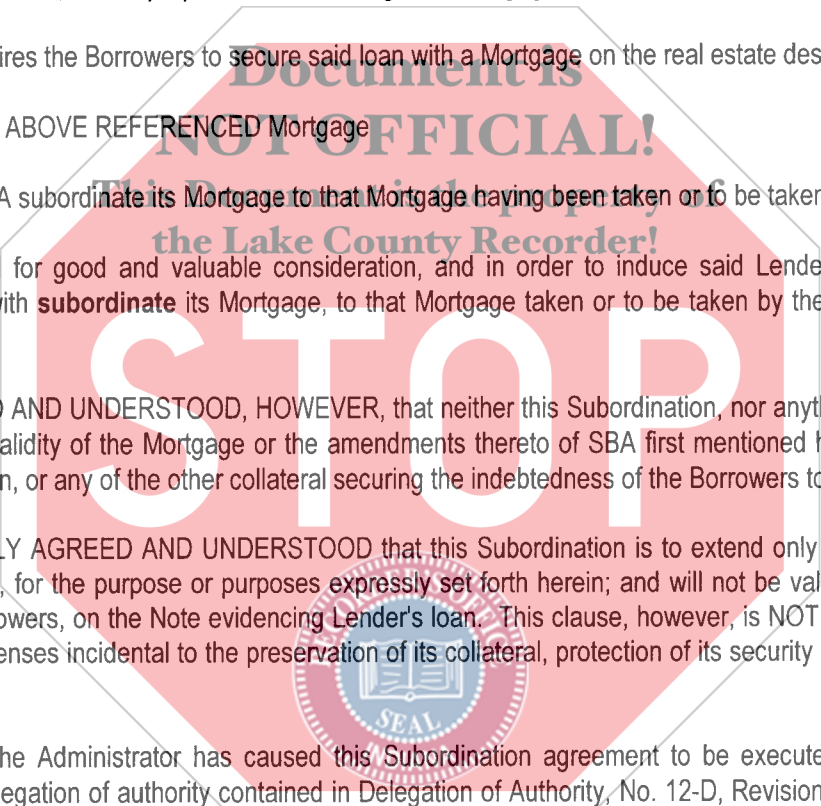 ires the Borrowers to secure said loan with a Mortgage on the real estate des
Document is
ABOVE REFERENCED Mortgage
NOT OFFICIAL!
A subordinate its Mortgage to that Mortgage having been taken or to be taken
This Document is the property of
the Lake County Recorder!
for good and valuable consideration, and in order to induce said Lende
with subordinate its Mortgage, to that Mortgage taken or to be taken by the
STOP
D AND UNDERSTOOD, HOWEVER, that neither this Subordination, nor anyt
alidity of the Mortgage or the amendments thereto of SBA first mentioned h
n, or any of the other collateral securing the indebtedness of the Borrowers to
LY AGREED AND UNDERSTOOD that this Subordination is to extend only
, for the purpose or purposes expressly set forth herein; and will not be val
owers, on the Note evidencing Lender's loan. This clause, however, is NOT
enses incidental to the preservation of its collateral, protection of its security
SEAL
he Administrator has caused this Subordination agreement to be execute
legation of authority contained in Delegation of Authority, No. 12-D, Revision